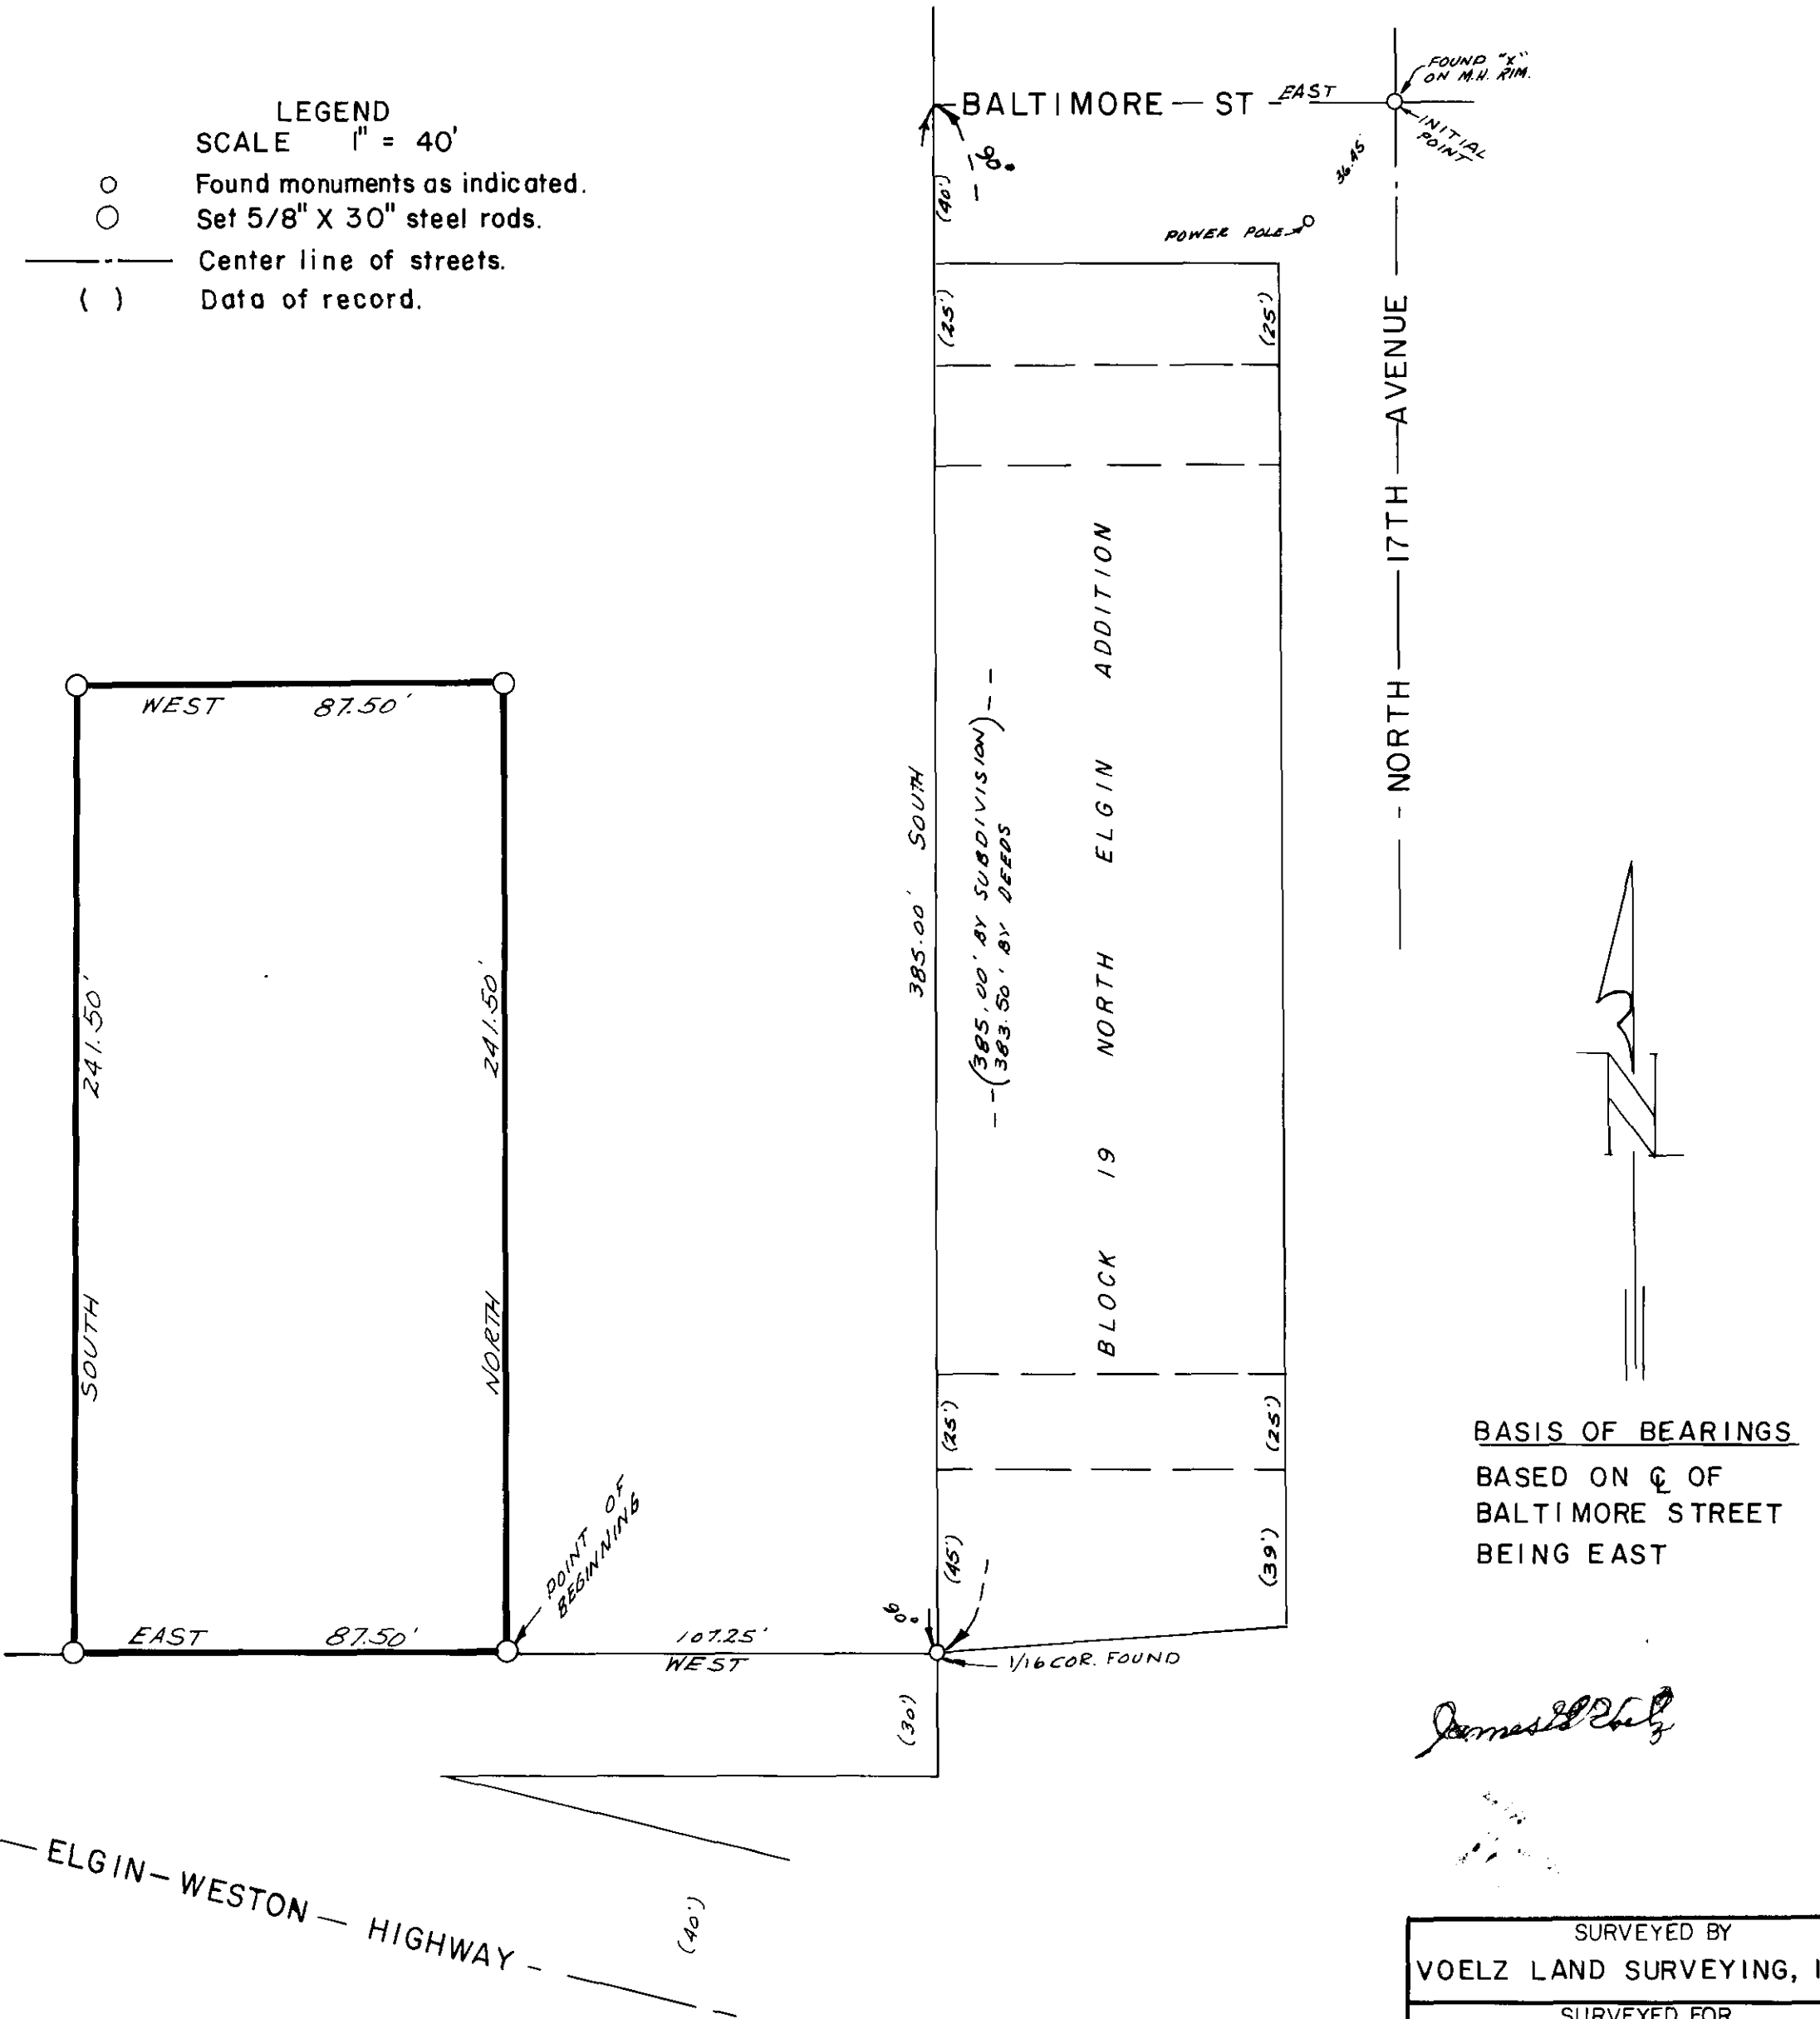 LEGEND
SCALE 1" = 40'
Found monuments as indicated.
Set 5/8" X 30" steel rods.
Center line of streets.
( ) Data of record.
BALTIMORE — ST EAST
FOUND "X"
ON M.H. RIM.
INITIAL
POINT
36.45
90°
(40')
POWER POLE
(25')
(25')
NORTH — 17TH — AVENUE
WEST 87.50'
241.50'
SOUTH
241.50'
NORTH
385.00' SOUTH
(385.00' BY SUBDIVISION)
383.50' BY DEEDS
BLOCK 19 NORTH ELGIN ADDITION
N
(25')
(25')
BASIS OF BEARINGS
BASED ON ℄ OF
BALTIMORE STREET
BEING EAST
POINT OF
BEGINNING
(45')
(39')
90°
EAST 87.50'
107.25'
WEST
1/16 COR. FOUND
(30')
— ELGIN — WESTON — HIGHWAY -
(40')
SURVEYED BY
VOELZ LAND SURVEYING,
SURVEYED FOR